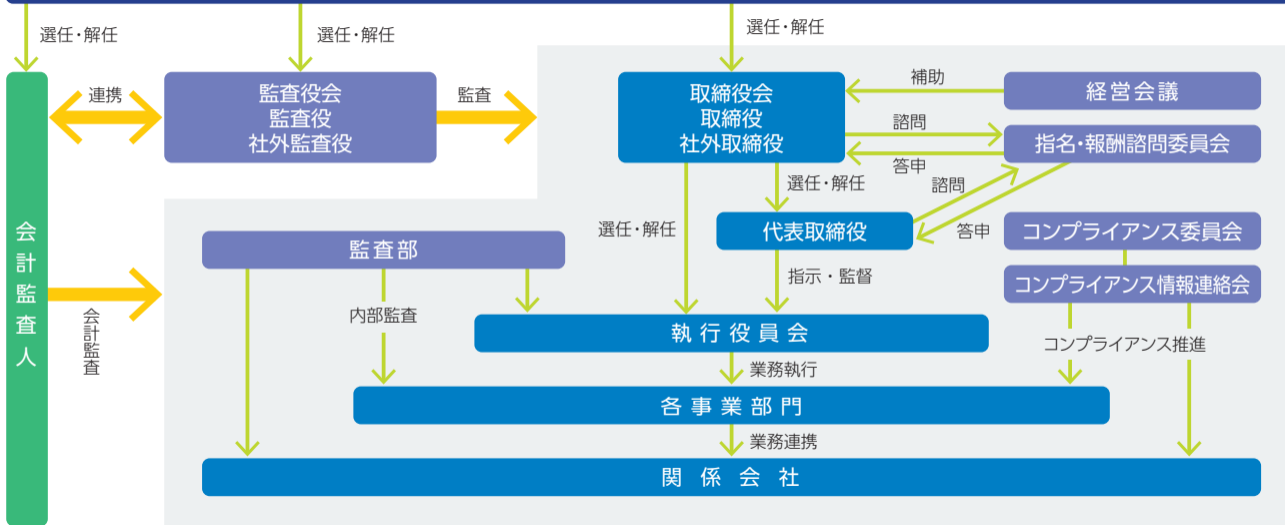 選任・解任
選任・解任
選任・解任
連携
監査役会
監査役
社外監査役
監査
取締役会
取締役
社外取締役
補助
経営会議
諮問
指名・報酬諮問委員会
答申
選任・解任
諮問
選任・解任
代表取締役
答申
コンプライアンス委員会
会計監査人
監査部
指示・監督
コンプライアンス情報連絡会
会計監査
内部監査
執行役員会
コンプライアンス推進
業務執行
各事業部門
業務連携
関係会社